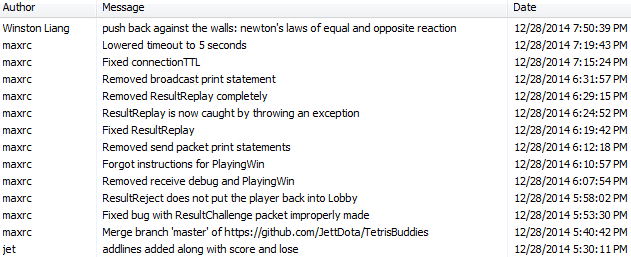 Author Message Date
Winston Liang push back against the walls: newton's laws of equal and opposite reaction 12/28/2014 7:50:39 PM
maxrc Lowered timeout to 5 seconds 12/28/2014 7:19:43 PM
maxrc Fixed connectionTTL 12/28/2014 7:15:24 PM
maxrc Removed broadcast print statement 12/28/2014 6:31:57 PM
maxrc Removed ResultReplay completely 12/28/2014 6:29:15 PM
maxrc ResultReplay is now caught by throwing an exception 12/28/2014 6:24:52 PM
maxrc Fixed ResultReplay 12/28/2014 6:19:42 PM
maxrc Removed send packet print statements 12/28/2014 6:12:18 PM
maxrc Forgot instructions for PlayingWin 12/28/2014 6:10:57 PM
maxrc Removed receive debug and PlayingWin 12/28/2014 6:07:54 PM
maxrc ResultReject does not put the player back into Lobby 12/28/2014 5:58:02 PM
maxrc Fixed bug with ResultChallenge packet improperly made 12/28/2014 5:53:30 PM
maxrc Merge branch 'master' of https://github.com/JettDota/TetrisBuddies 12/28/2014 5:40:42 PM
jet addlines added along with score and lose 12/28/2014 5:30:11 PM